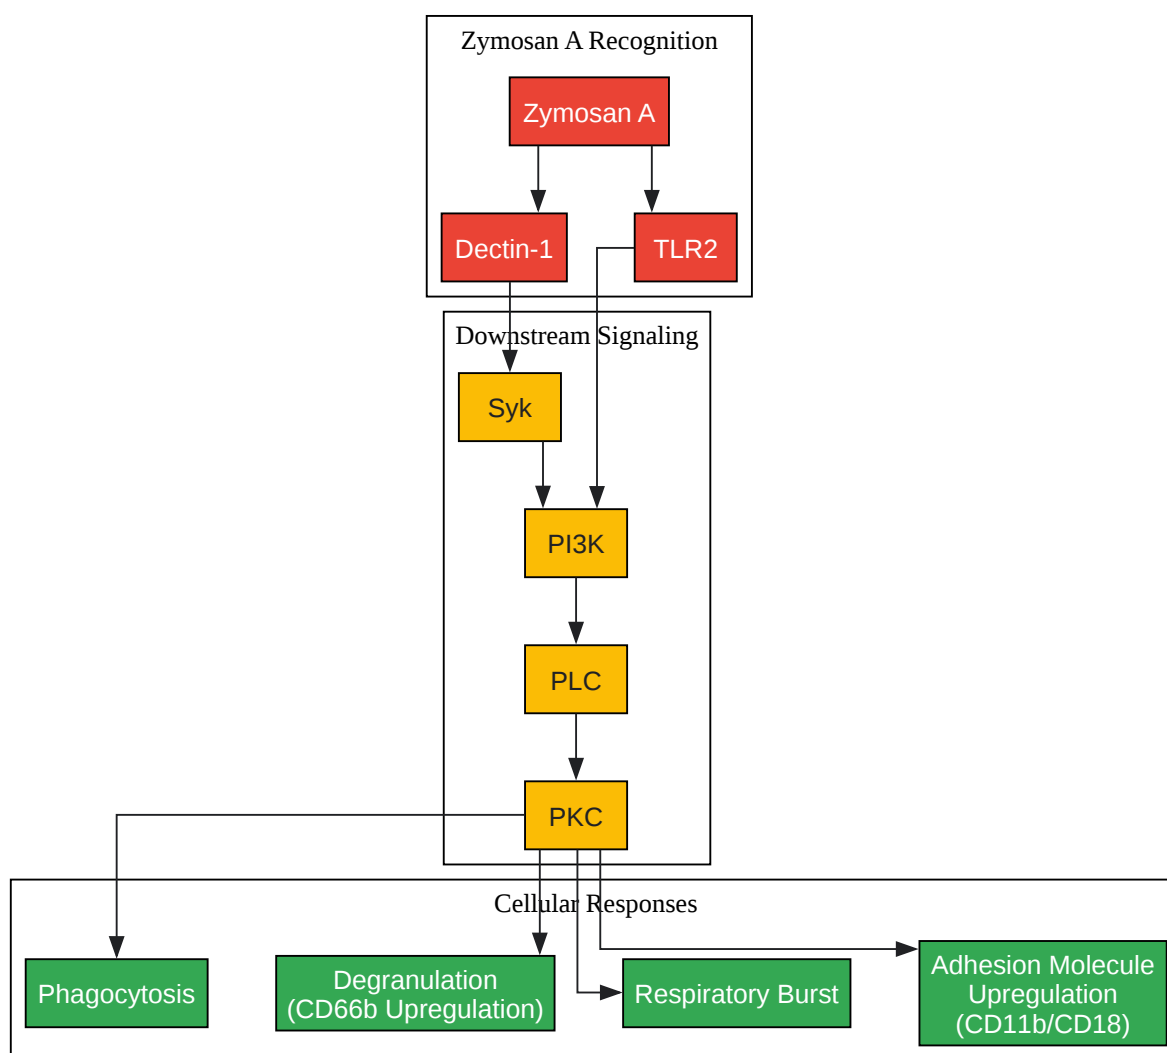 Zymosan A Recognition
Zymosan A
Dectin-1
TLR2
Downstream Signaling
Syk
PI3K
PLC
PKC
Cellular Responses
Phagocytosis
Degranulation
(CD66b Upregulation)
Respiratory Burst
Adhesion Molecule
Upregulation
(CD11b/CD18)